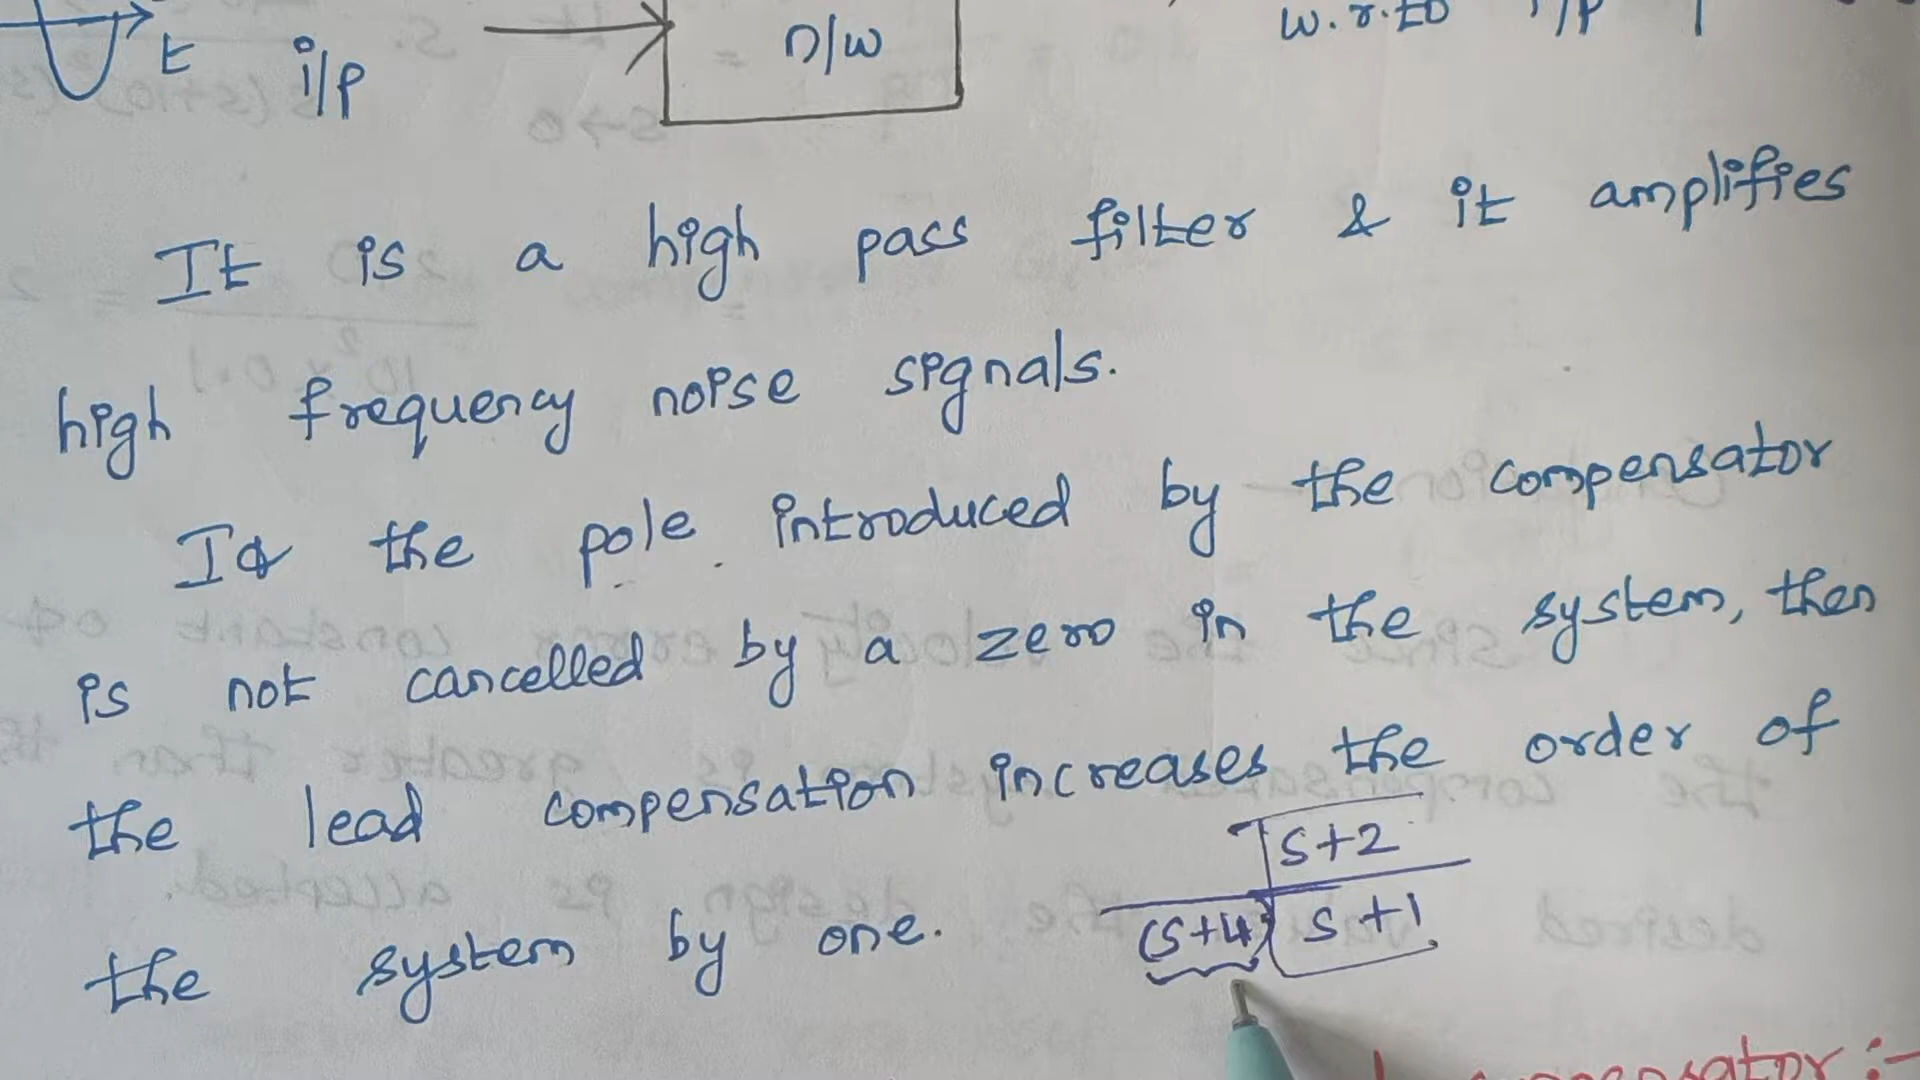 t i/p n/w w.r.to i/p
It is a high pass filter & it amplifies
high frequency noise signals.
If the pole introduced by the compensator
is not cancelled by a zero in the system, then
the lead compensation increases the order of
the system by one.
s+2
(s+4) s+1